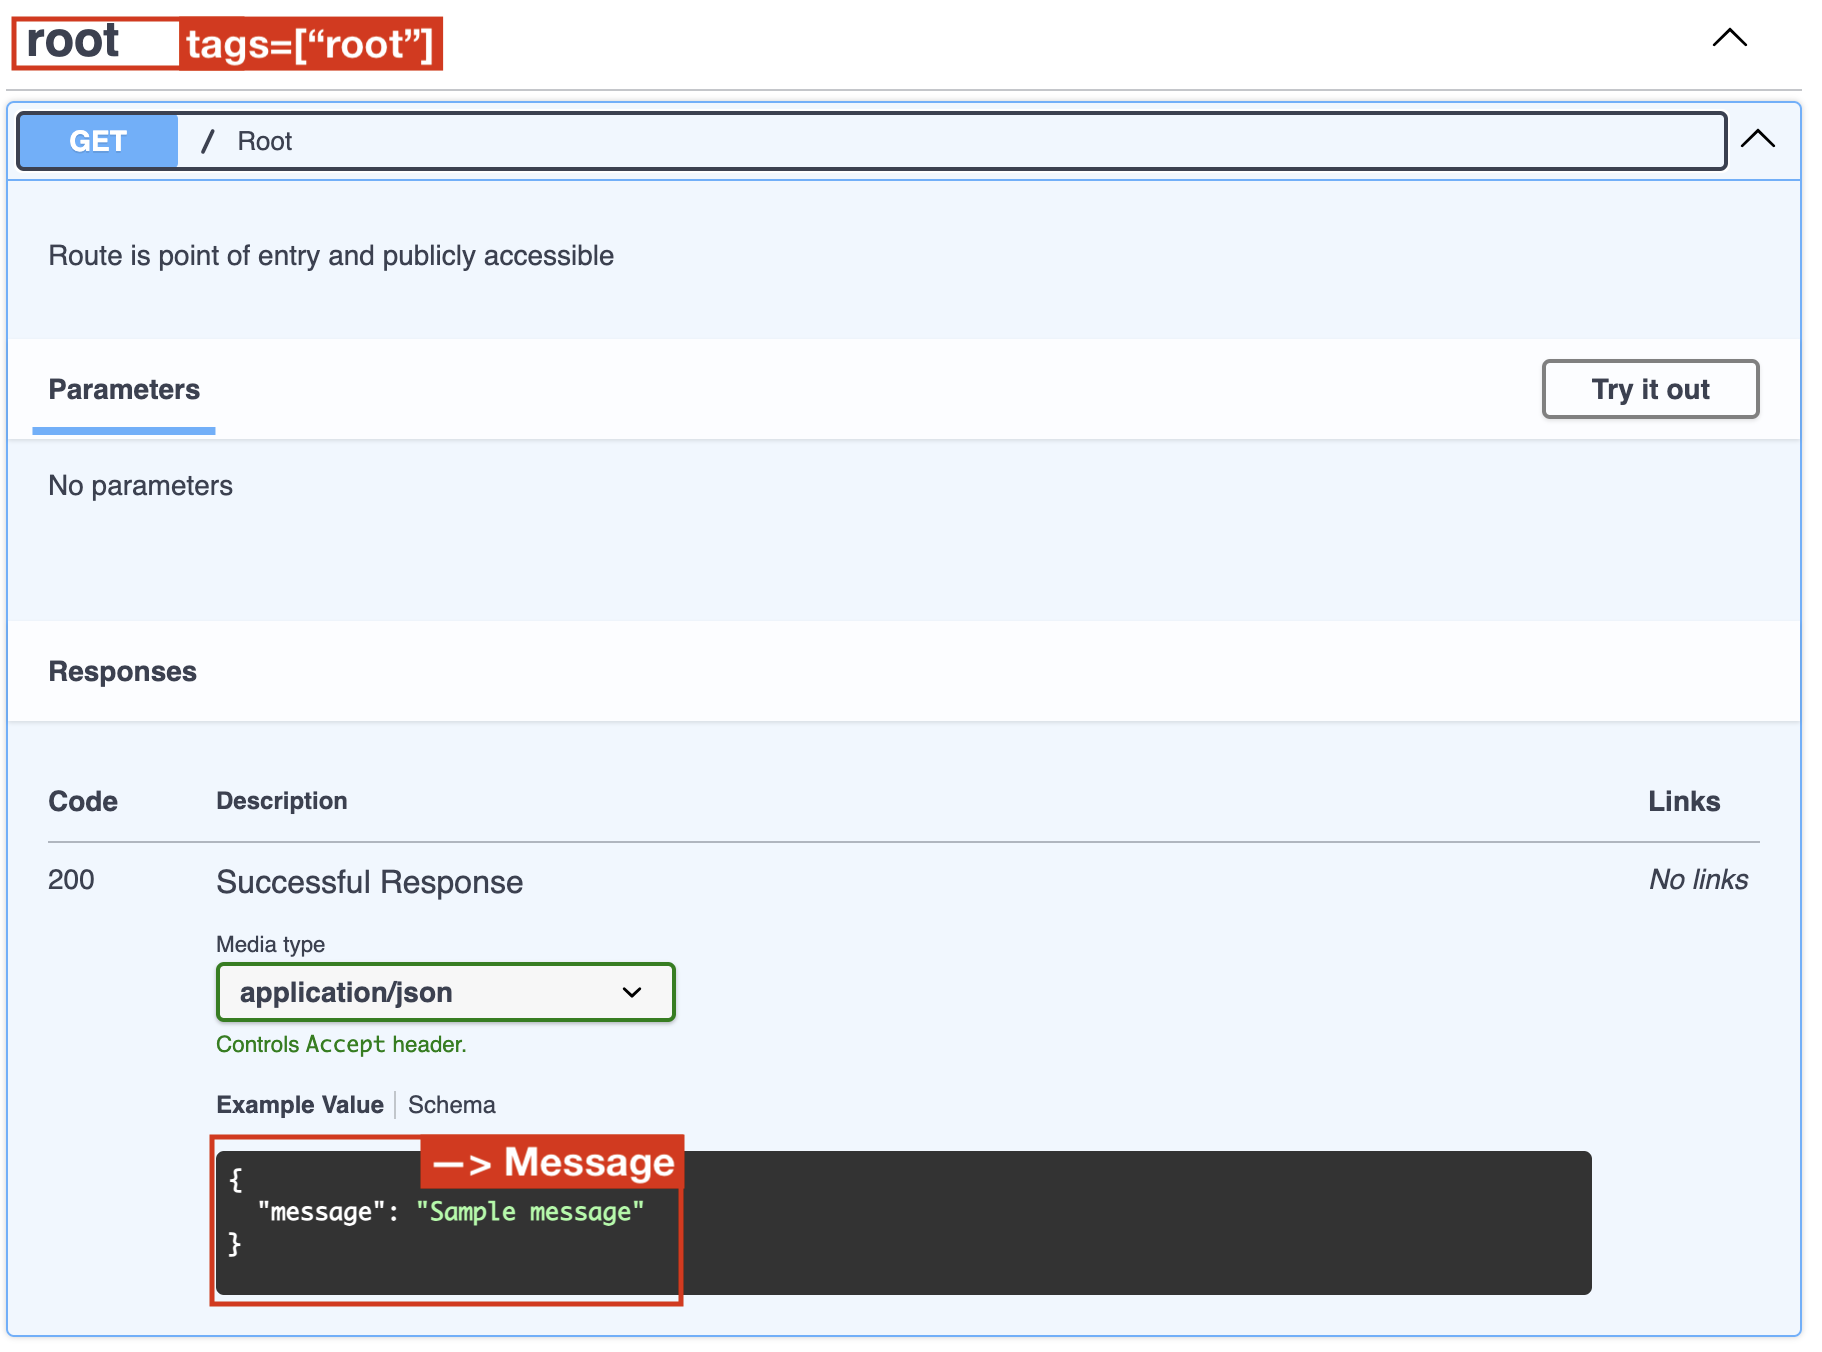 root tags=[“root”]
GET / Root
Route is point of entry and publicly accessible
Parameters Try it out
No parameters
Responses
Code Description Links
200 Successful Response No links
Media type
application/json
Controls Accept header.
Example Value Schema
—> Message
{
"message": "Sample message"
}